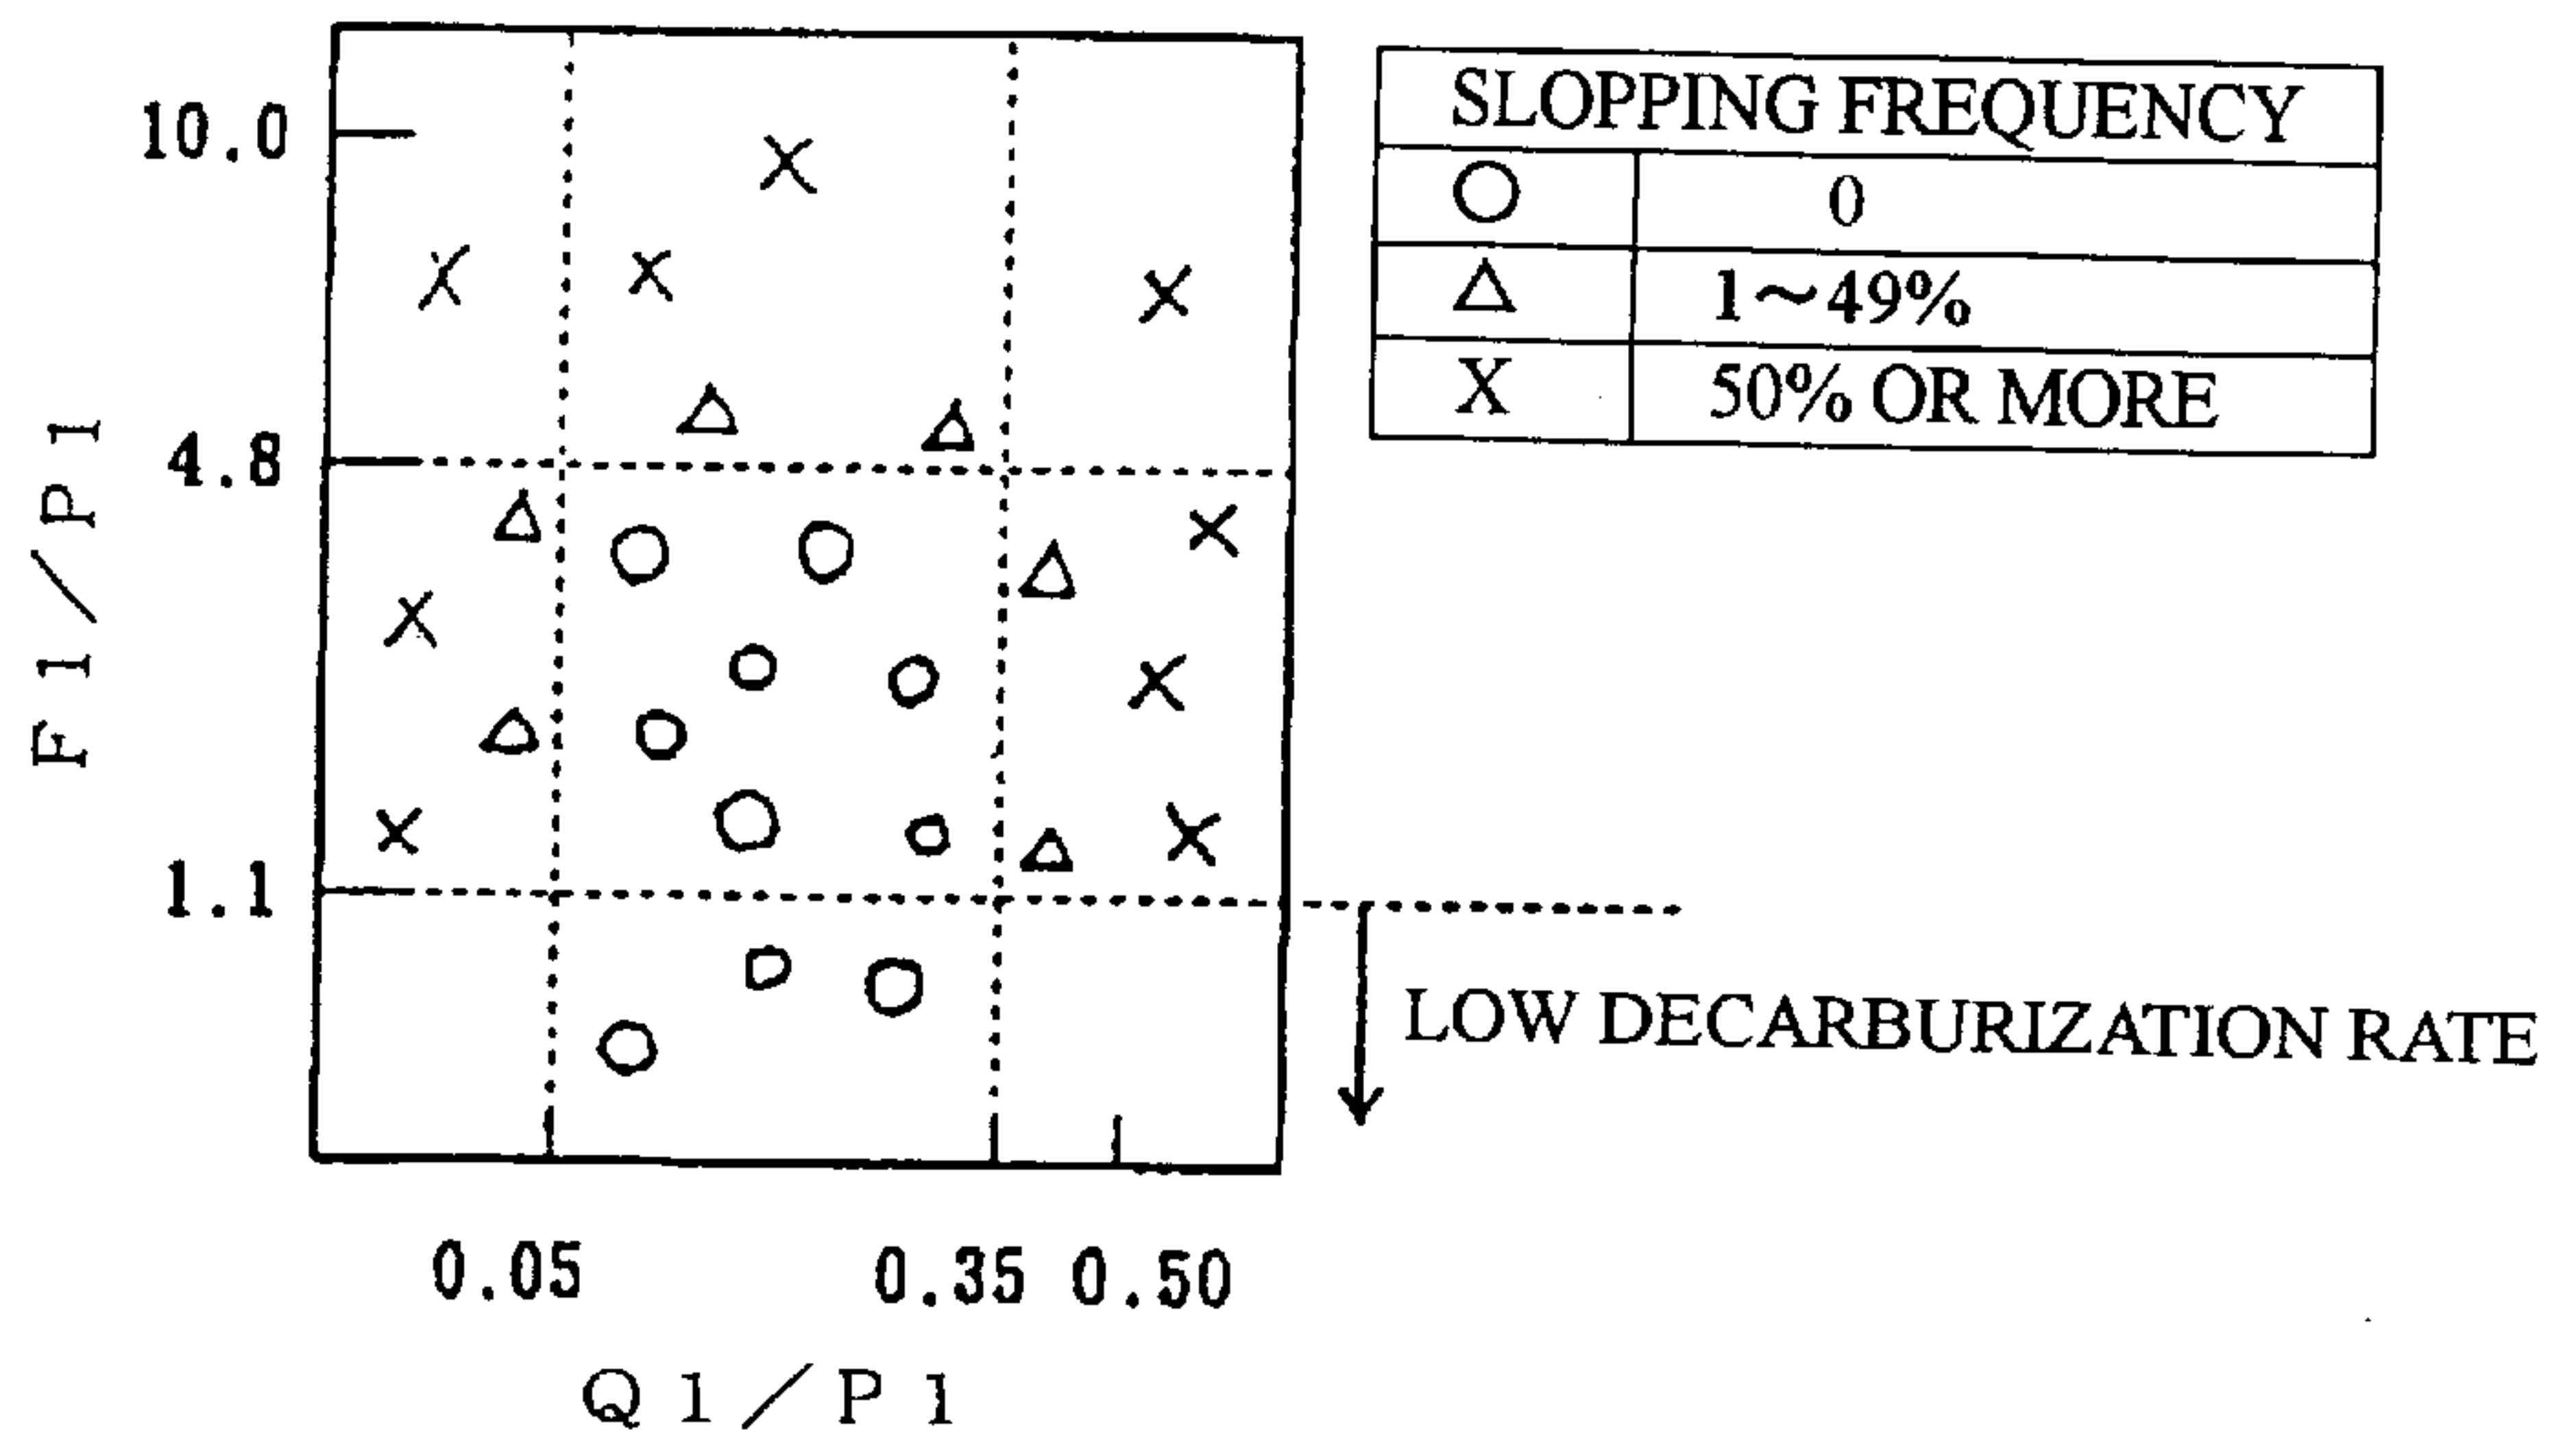 10.0
4.8
1.1
F1/P1
0.05 0.35 0.50
Q1/P1
SLOPPING FREQUENCY
○ 0
△ 1~49%
X 50% OR MORE
LOW DECARBURIZATION RATE